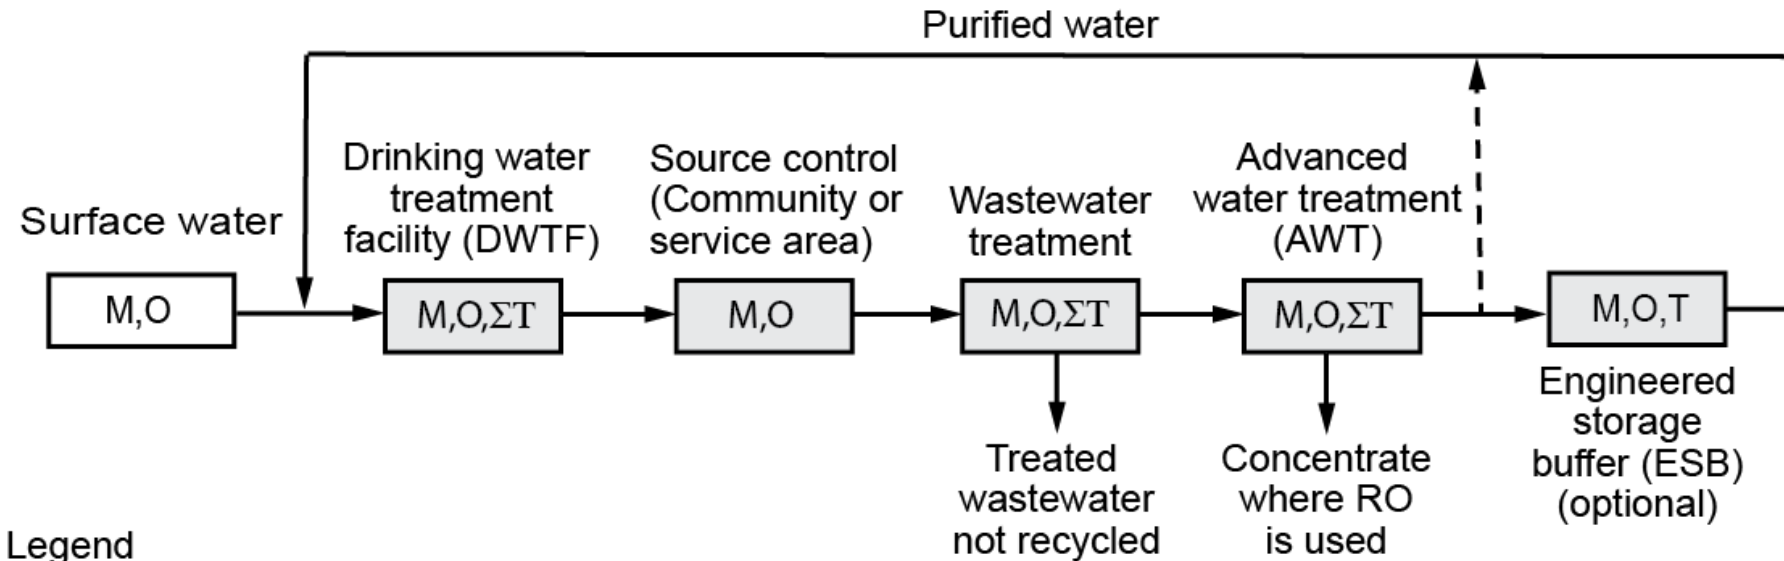 Purified water
Surface water
M,O
Drinking water
treatment
facility (DWTF)
M,O,ΣT
Source control
(Community or
service area)
M,O
Wastewater
treatment
M,O,ΣT
Treated
wastewater
not recycled
Advanced
water treatment
(AWT)
M,O,ΣT
Concentrate
where RO
is used
M,O,T
Engineered
storage
buffer (ESB)
(optional)
Legend